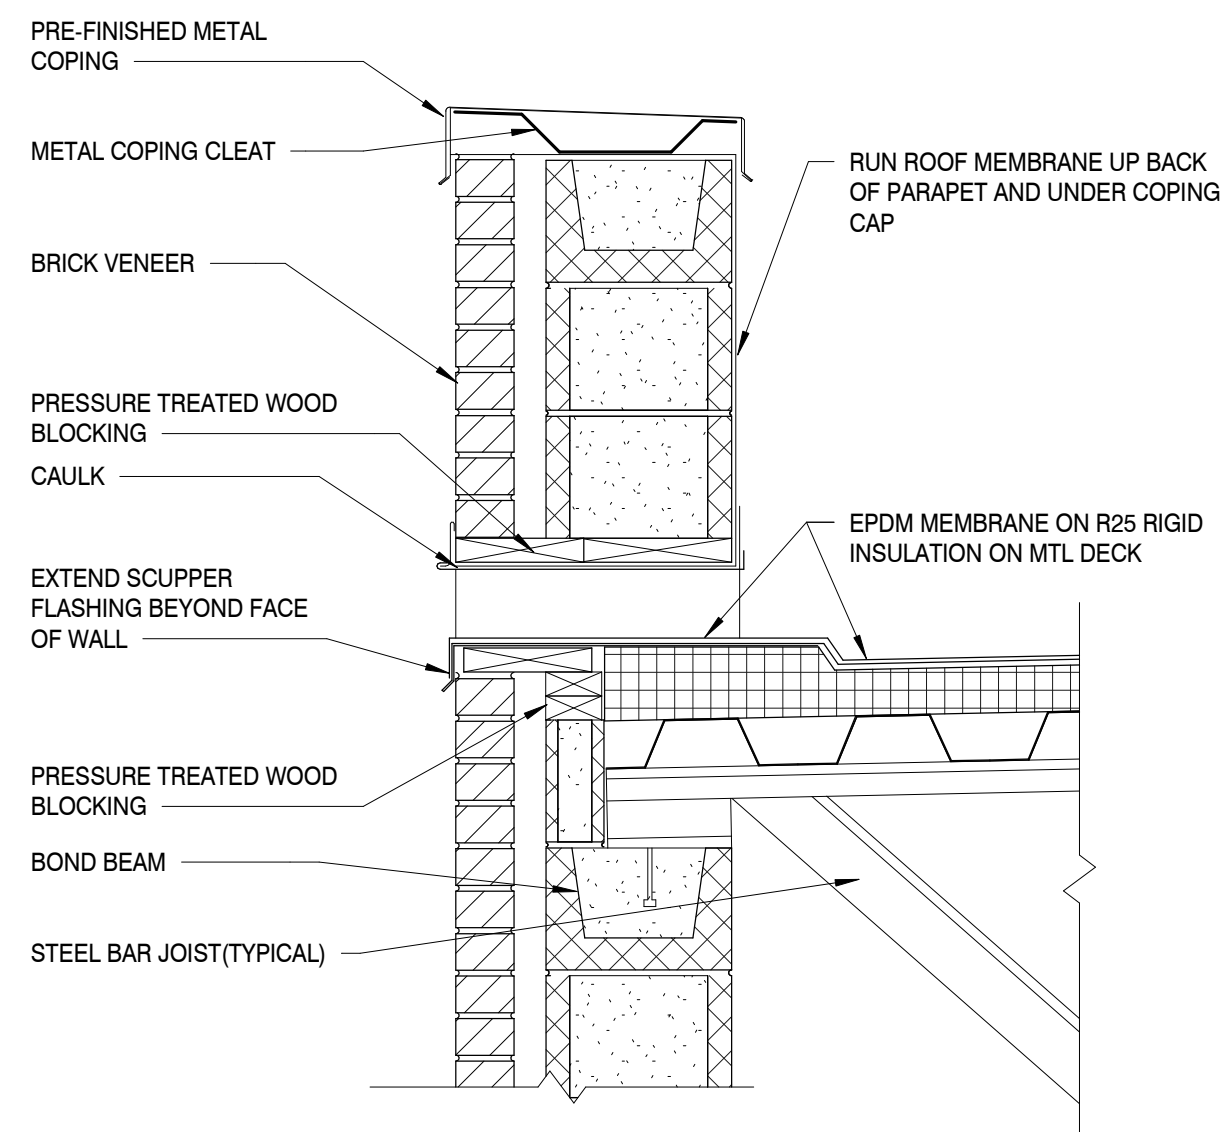 PRE-FINISHED METAL
COPING
METAL COPING CLEAT
BRICK VENEER
PRESSURE TREATED WOOD
BLOCKING
CAULK
EXTEND SCUPPER
FLASHING BEYOND FACE
OF WALL
PRESSURE TREATED WOOD
BLOCKING
BOND BEAM
STEEL BAR JOIST(TYPICAL)
RUN ROOF MEMBRANE UP BACK
OF PARAPET AND UNDER COPING
CAP
EPDM MEMBRANE ON R25 RIGID
INSULATION ON MTL DECK